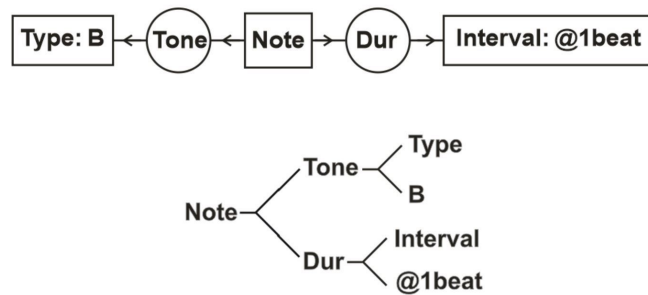 Type: B Tone Note Dur Interval: @1beat
Type
Tone
B
Note
Interval
Dur
@1beat